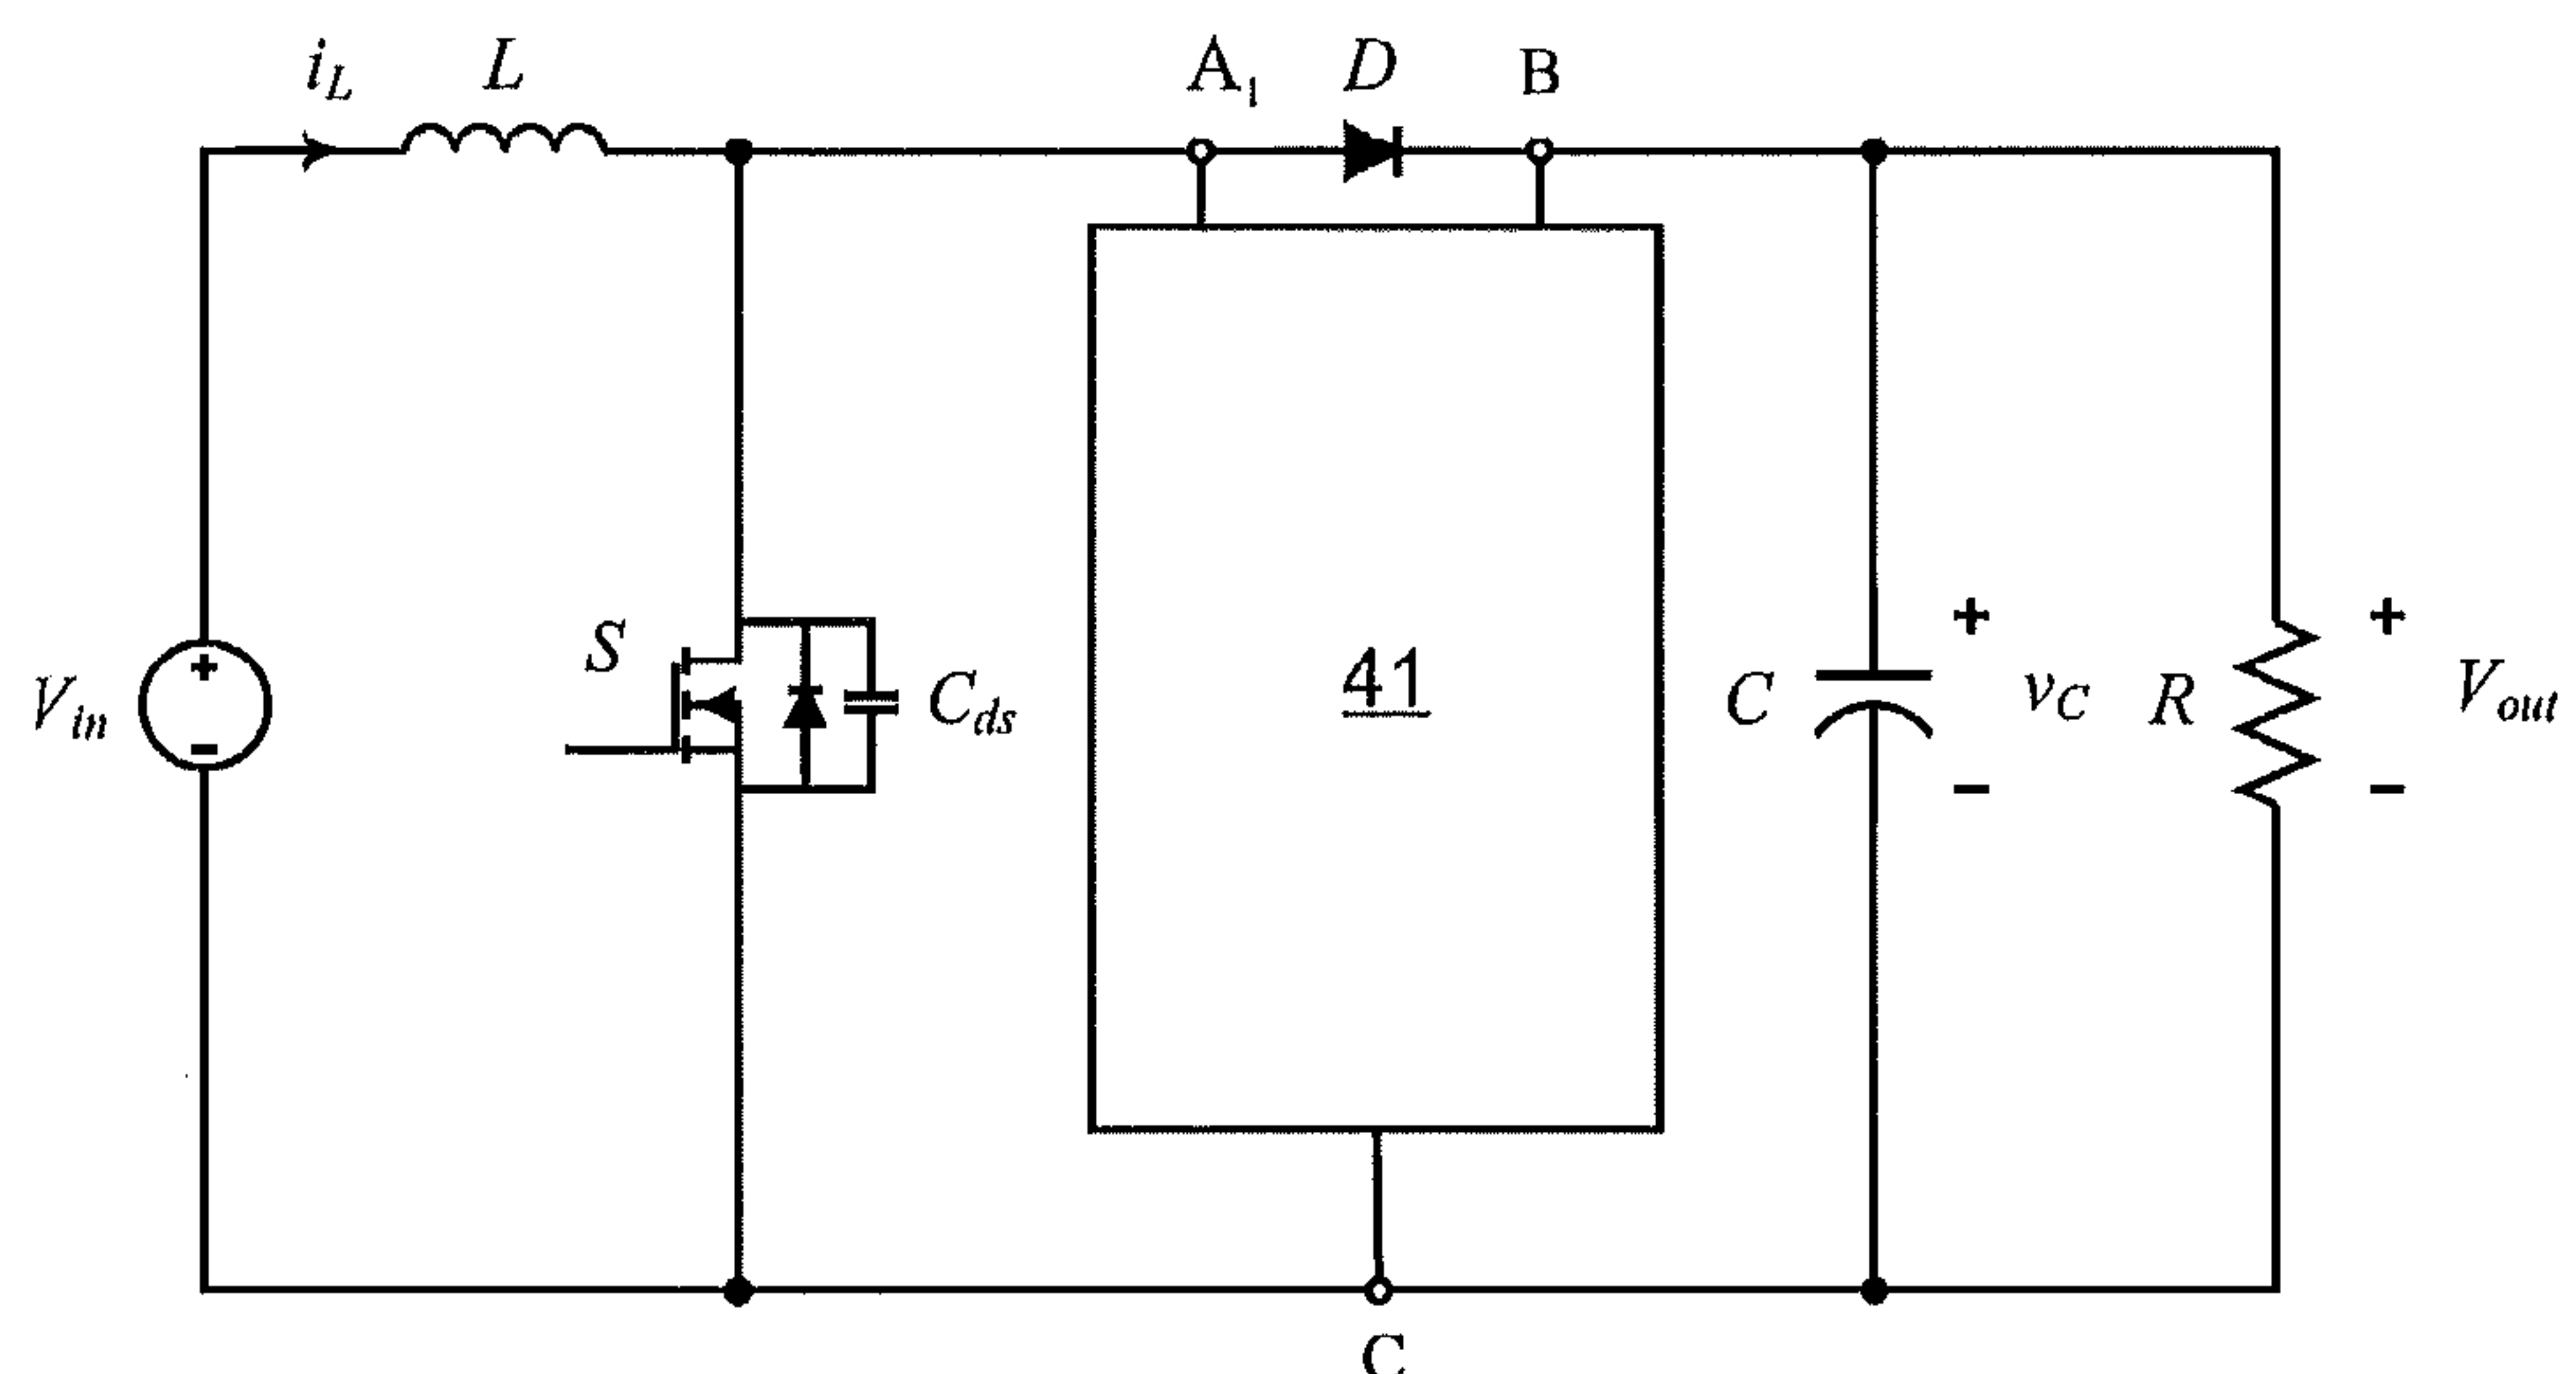 i_L L A_1 D B
S
V_in C_ds 41 C + v_C − R + V_out −
C